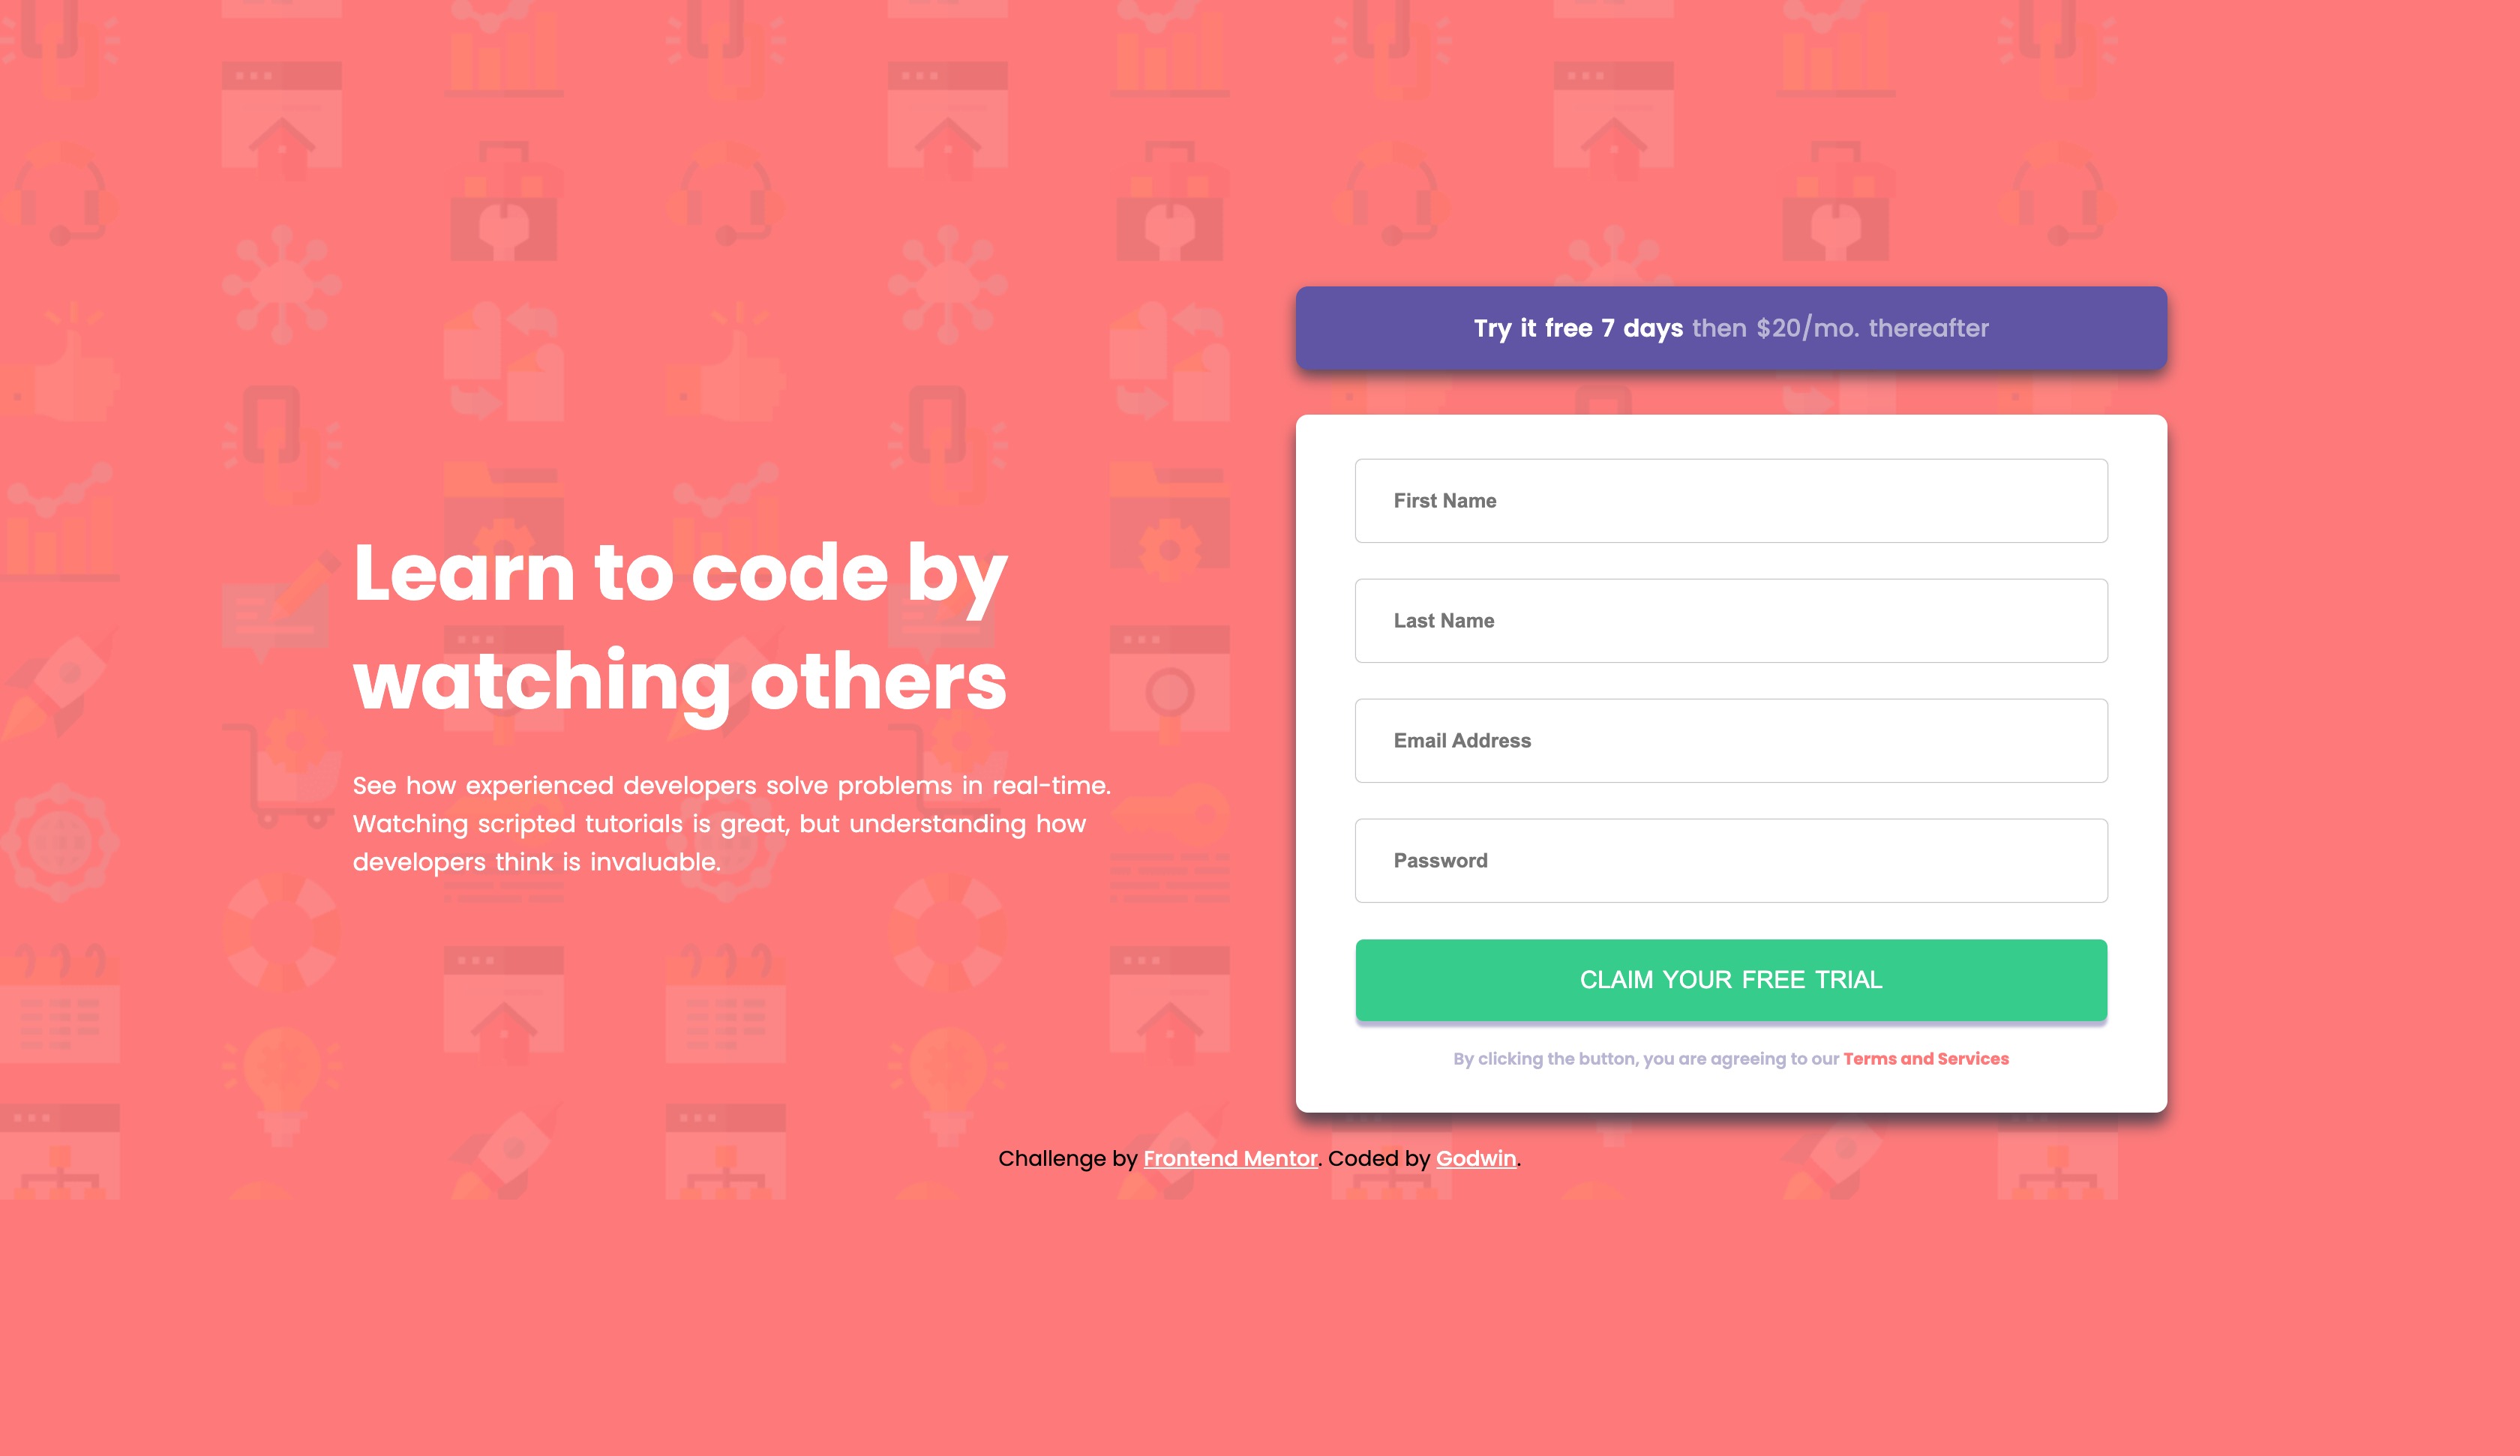 Learn to code by
watching others
See how experienced developers solve problems in real-time.
Watching scripted tutorials is great, but understanding how
developers think is invaluable.
Try it free 7 days then $20/mo. thereafter
First Name
Last Name
Email Address
Password
CLAIM YOUR FREE TRIAL
By clicking the button, you are agreeing to our Terms and Services
Challenge by Frontend Mentor. Coded by Godwin.